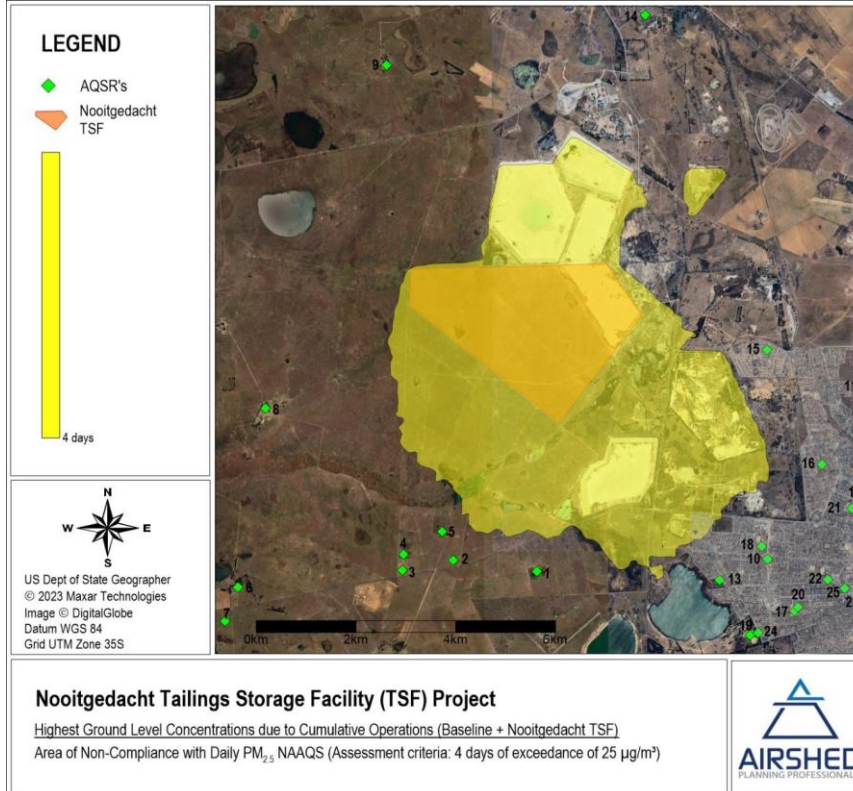 LEGEND
AQSR's
Nooitgedacht
TSF
4 days
N
W E
S
US Dept of State Geographer
© 2023 Maxar Technologies
Image © DigitalGlobe
Datum WGS 84
Grid UTM Zone 35S
14
9
15
8
16
21
5
4
2
3
1
18
10
13
22
25
6
7
20
17
19
24
0km 2km 4km 6km
Nooitgedacht Tailings Storage Facility (TSF) Project
Highest Ground Level Concentrations due to Cumulative Operations (Baseline + Nooitgedacht TSF)
Area of Non-Compliance with Daily PM2.5 NAAQS (Assessment criteria: 4 days of exceedance of 25 µg/m³)
AIRSHED
PLANNING PROFESSIONAL